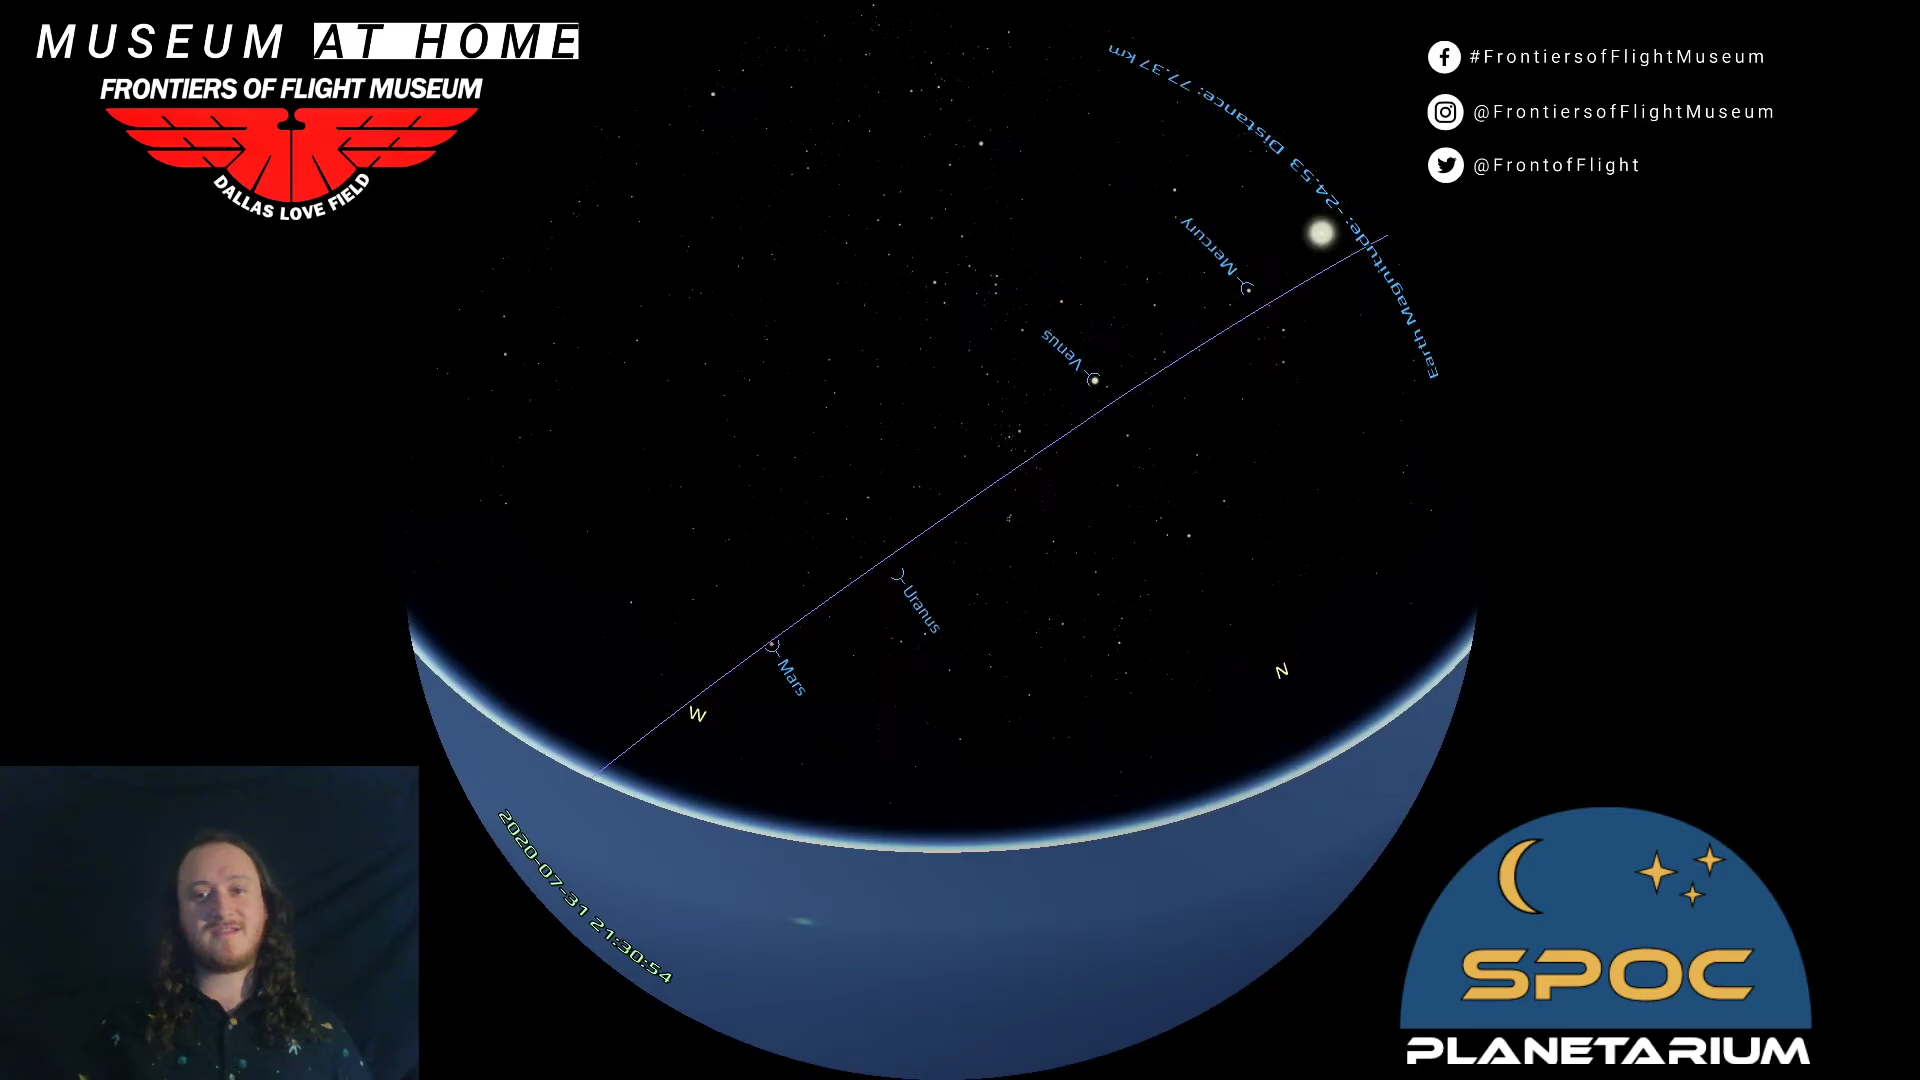 MUSEUM AT HOME
FRONTIERS OF FLIGHT MUSEUM
DALLAS LOVE FIELD
#FrontiersofFlightMuseum
@FrontiersofFlightMuseum
@FrontofFlight
Earth Magnitude: -24.53 Distance: 77.37 km
Mercury
Venus
Uranus
Mars
N
W
2020-07-31 21:30:54
SPOC
PLANETARIUM